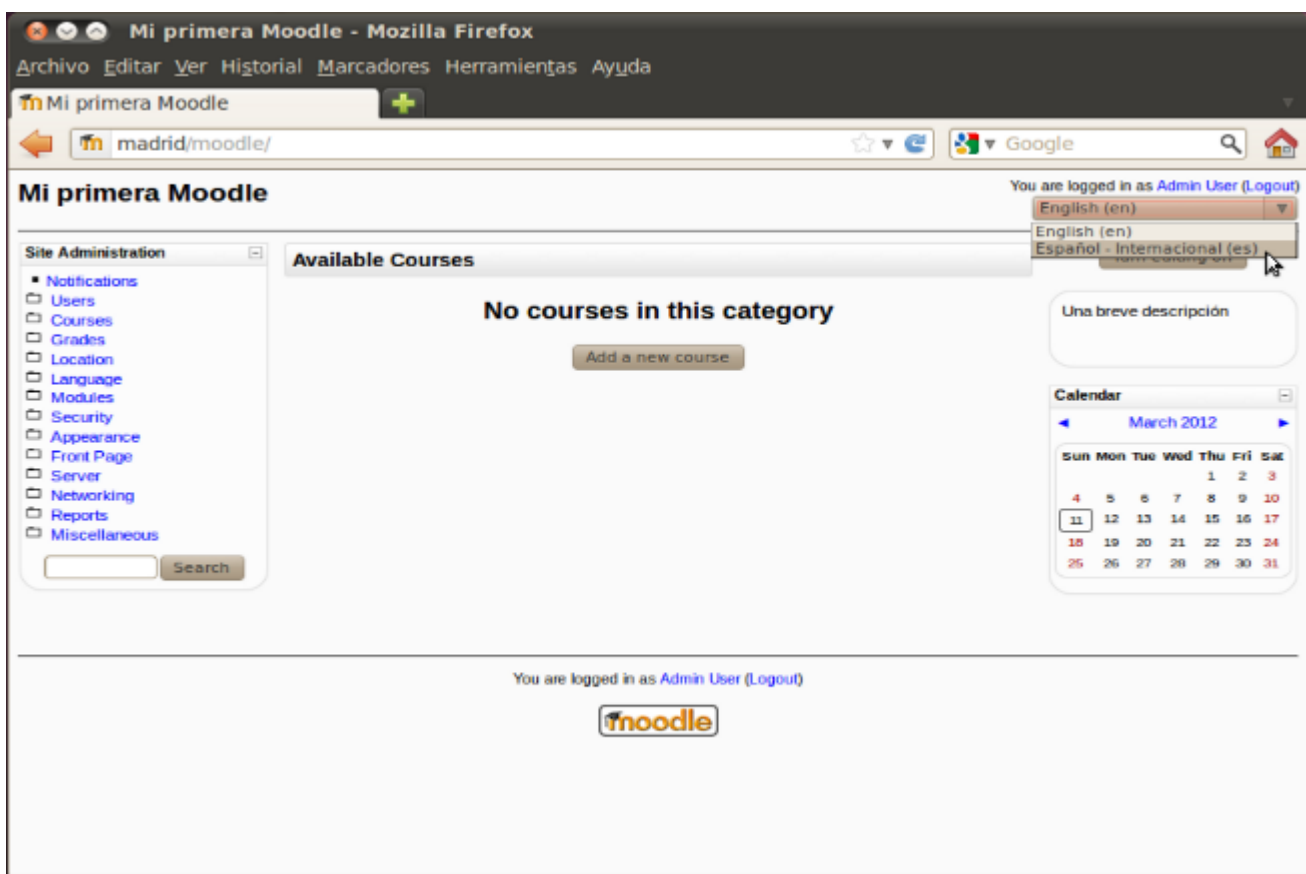 Mi primera Moodle - Mozilla Firefox
Archivo Editar Ver Historial Marcadores Herramientas Ayuda
Mi primera Moodle
madrid/moodle/
Google
Mi primera Moodle
You are logged in as Admin User (Logout)
English (en)
English (en)
Español - Internacional (es)
Site Administration
Notifications
Users
Courses
Grades
Location
Language
Modules
Security
Appearance
Front Page
Server
Networking
Reports
Miscellaneous
Search
Available Courses
No courses in this category
Add a new course
Una breve descripción
Calendar
March 2012
Sun Mon Tue Wed Thu Fri Sat
1 2 3
4 5 6 7 8 9 10
11 12 13 14 15 16 17
18 19 20 21 22 23 24
25 26 27 28 29 30 31
You are logged in as Admin User (Logout)
moodle